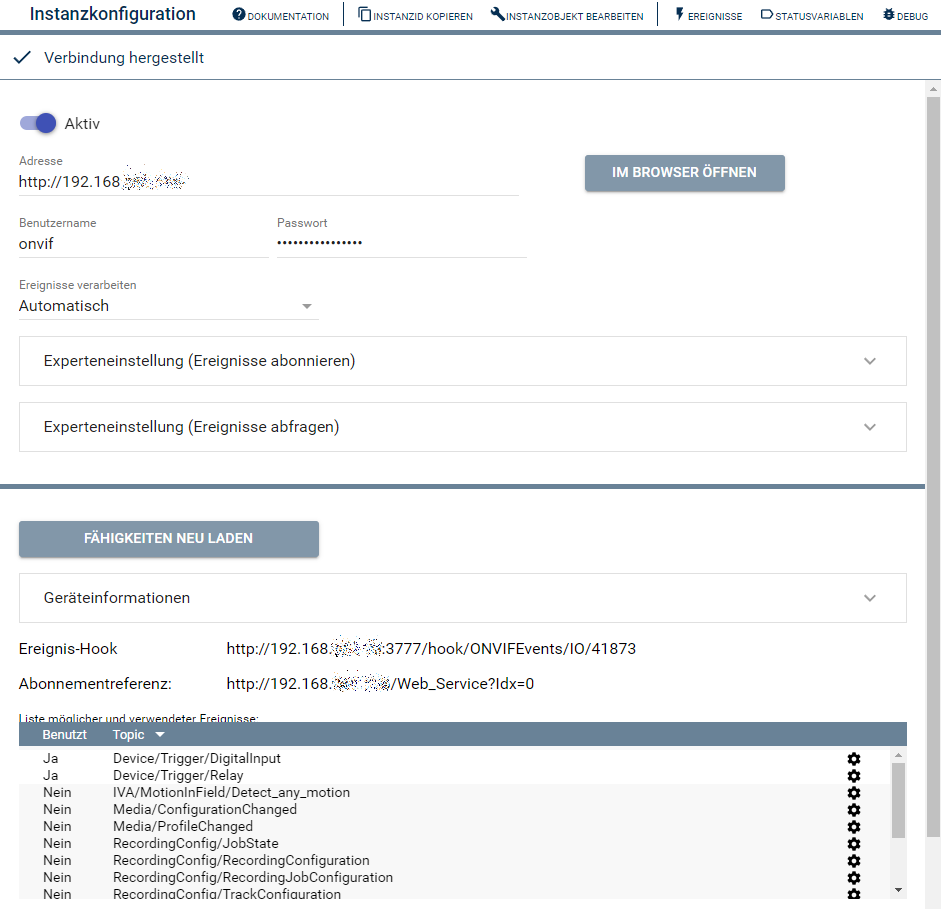 Instanzkonfiguration DOKUMENTATION INSTANZID KOPIEREN INSTANZOBJEKT BEARBEITEN EREIGNISSE STATUSVARIABLEN DEBUG
Verbindung hergestellt
Aktiv
Adresse
http://192.168
IM BROWSER ÖFFNEN
Benutzername Passwort
onvif ••••••••••••••••
Ereignisse verarbeiten
Automatisch
Experteneinstellung (Ereignisse abonnieren)
Experteneinstellung (Ereignisse abfragen)
FÄHIGKEITEN NEU LADEN
Geräteinformationen
Ereignis-Hook http://192.168. :3777/hook/ONVIFEvents/IO/41873
Abonnementreferenz: http://192.168. /Web_Service?Idx=0
Liste möglicher und verwendeter Ereignisse:
Benutzt Topic
Ja Device/Trigger/DigitalInput
Ja Device/Trigger/Relay
Nein IVA/MotionInField/Detect_any_motion
Nein Media/ConfigurationChanged
Nein Media/ProfileChanged
Nein RecordingConfig/JobState
Nein RecordingConfig/RecordingConfiguration
Nein RecordingConfig/RecordingJobConfiguration
Nein RecordingConfig/TrackConfiguration